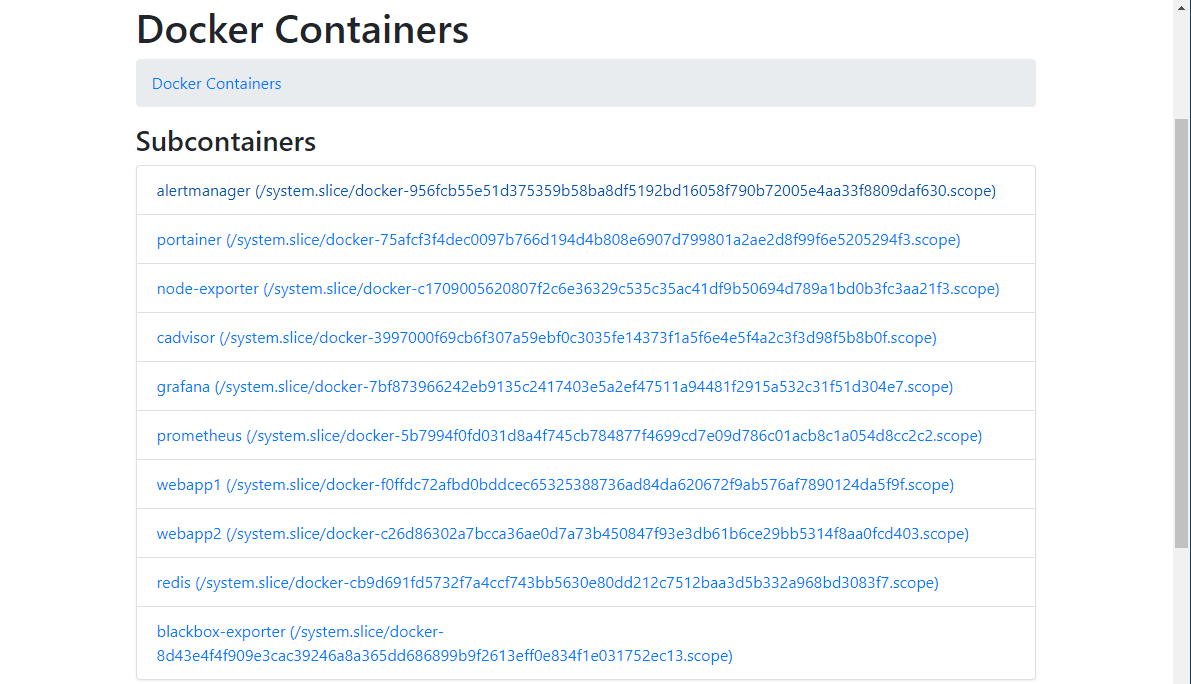 Docker Containers
Docker Containers
Subcontainers
alertmanager (/system.slice/docker-956fcb55e51d375359b58ba8df5192bd16058f790b72005e4aa33f8809daf630.scope)
portainer (/system.slice/docker-75afcf3f4dec0097b766d194d4b808e6907d799801a2ae2d8f99f6e5205294f3.scope)
node-exporter (/system.slice/docker-c1709005620807f2c6e36329c535c35ac41df9b50694d789a1bd0b3fc3aa21f3.scope)
cadvisor (/system.slice/docker-3997000f69cb6f307a59ebf0c3035fe14373f1a5f6e4e5f4a2c3f3d98f5b8b0f.scope)
grafana (/system.slice/docker-7bf873966242eb9135c2417403e5a2ef47511a94481f2915a532c31f51d304e7.scope)
prometheus (/system.slice/docker-5b7994f0fd031d8a4f745cb784877f4699cd7e09d786c01acb8c1a054d8cc2c2.scope)
webapp1 (/system.slice/docker-f0ffdc72afbd0bddcec65325388736ad84da620672f9ab576af7890124da5f9f.scope)
webapp2 (/system.slice/docker-c26d86302a7bcca36ae0d7a73b450847f93e3db61b6ce29bb5314f8aa0fcd403.scope)
redis (/system.slice/docker-cb9d691fd5732f7a4ccf743bb5630e80dd212c7512baa3d5b332a968bd3083f7.scope)
blackbox-exporter (/system.slice/docker-
8d43e4f4f909e3cac39246a8a365dd686899b9f2613eff0e834f1e031752ec13.scope)